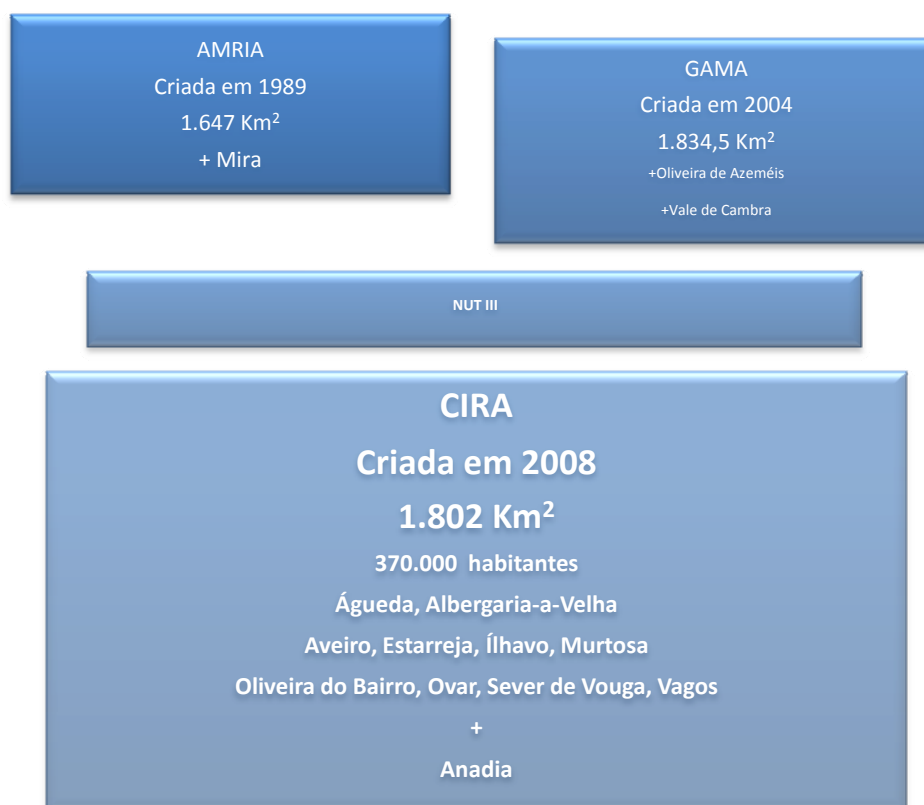 AMRIA
Criada em 1989
1.647 Km²
+ Mira
GAMA
Criada em 2004
1.834,5 Km²
+Oliveira de Azeméis
+Vale de Cambra
NUT III
CIRA
Criada em 2008
1.802 Km²
370.000 habitantes
Águeda, Albergaria-a-Velha
Aveiro, Estarreja, Ílhavo, Murtosa
Oliveira do Bairro, Ovar, Sever de Vouga, Vagos
+
Anadia